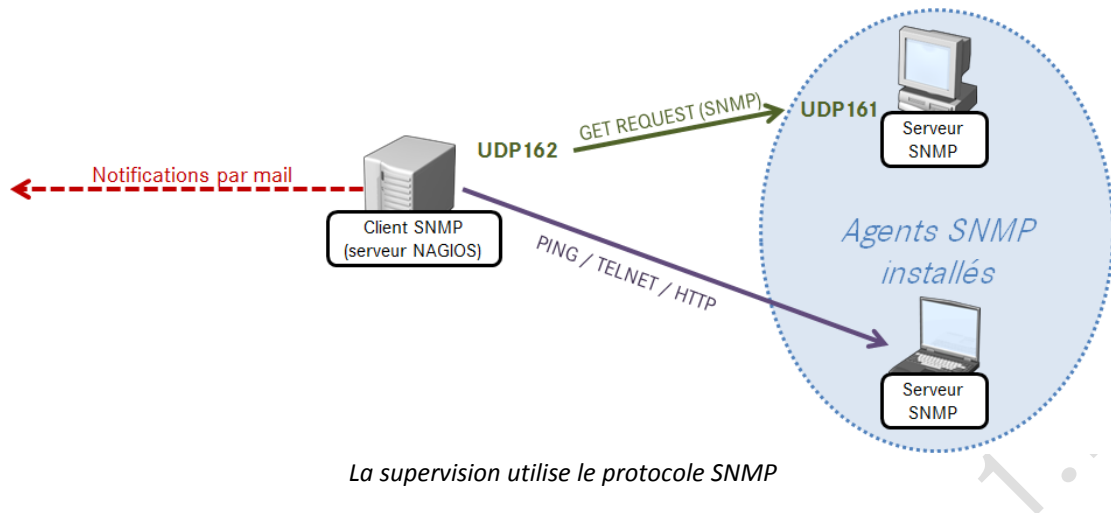 GET REQUEST (SNMP)
UDP161
Serveur
SNMP
UDP162
Notifications par mail
Client SNMP
(serveur NAGIOS)
PING / TELNET / HTTP
Agents SNMP
installés
Serveur
SNMP
La supervision utilise le protocole SNMP